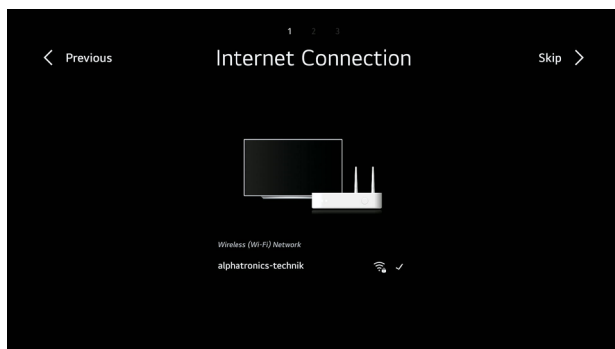 1 2 3
Previous
Internet Connection
Skip
Wireless (Wi-Fi) Network
alphatronics-technik